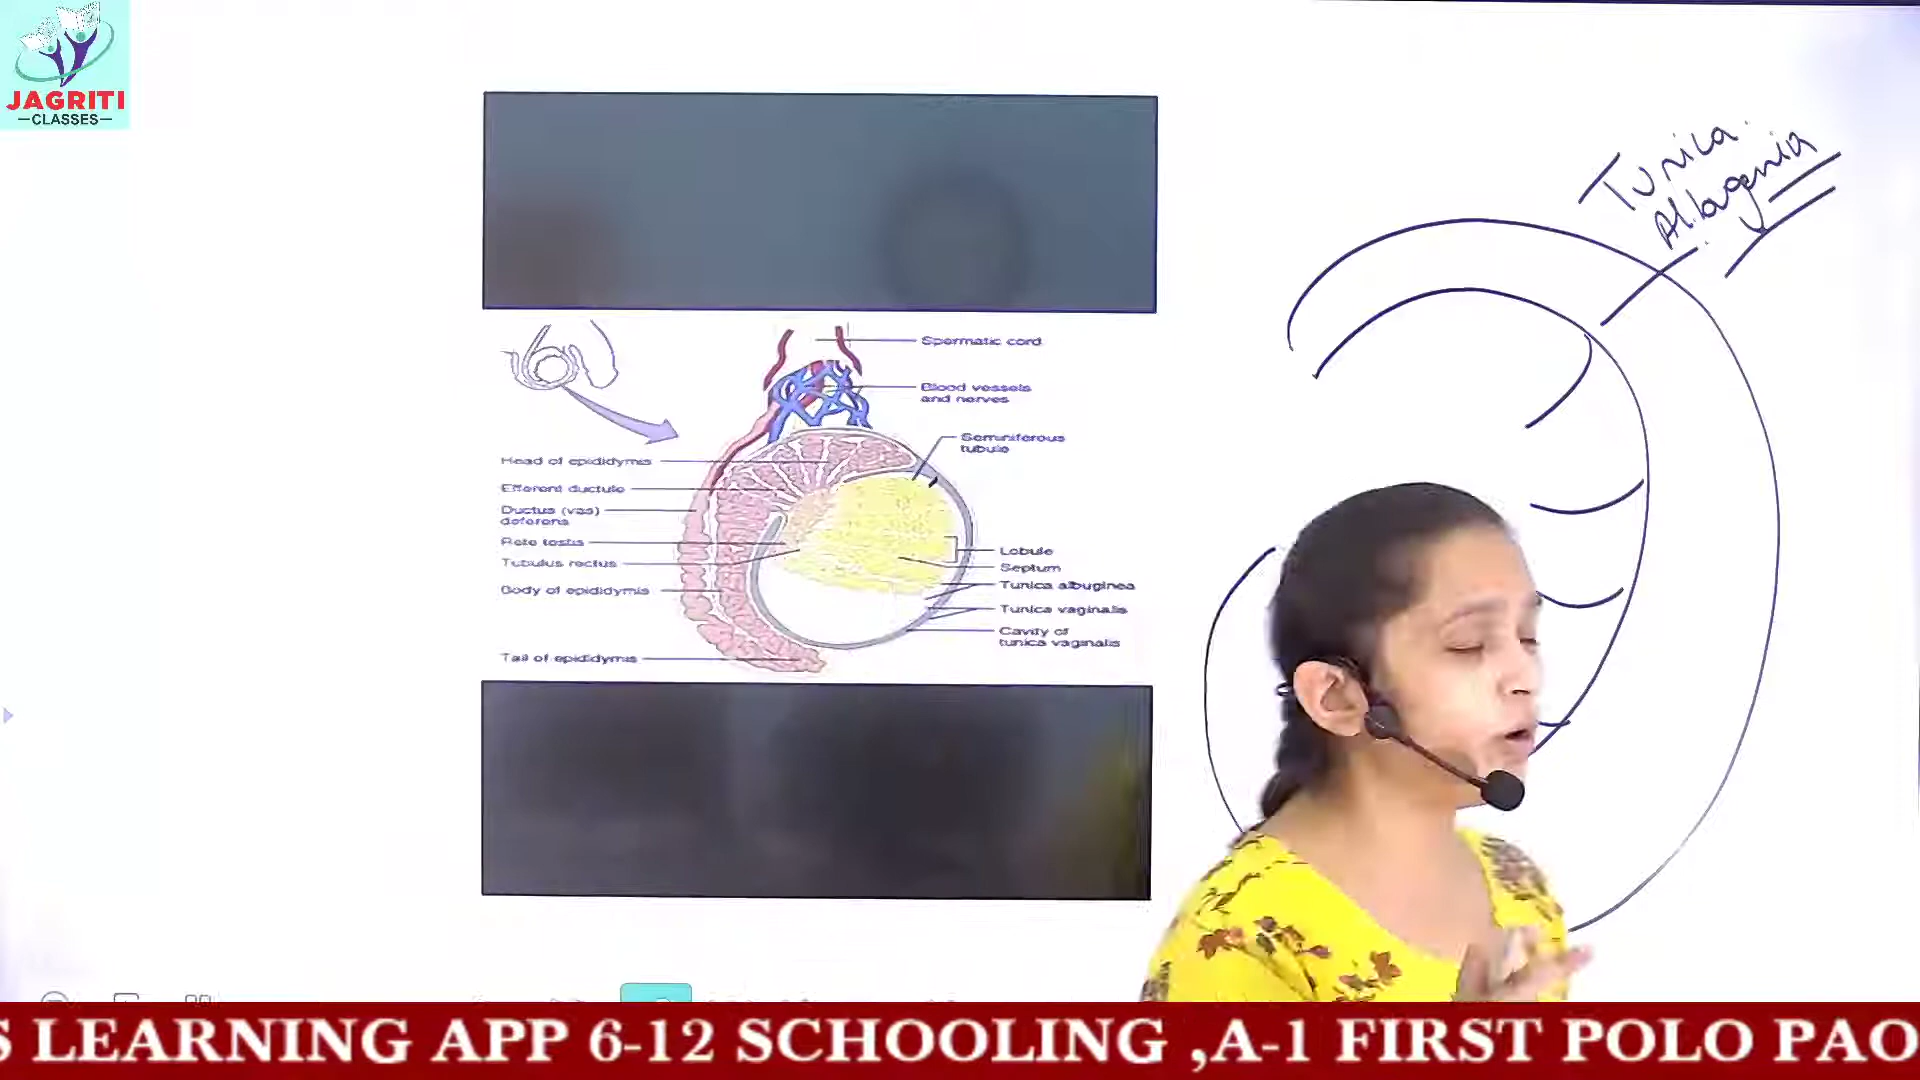 JAGRITI
CLASSES
Tunica
Albugenia
Spermatic cord
Blood vessels
and nerves
Seminiferous
tubule
Head of epididymis
Efferent ductule
Ductus (vas)
deferens
Rete testis
Tubulus rectus
Body of epididymis
Tail of epididymis
Lobule
Septum
Tunica albuginea
Tunica vaginalis
Cavity of
tunica vaginalis
S LEARNING APP 6-12 SCHOOLING ,A-1 FIRST POLO PAO